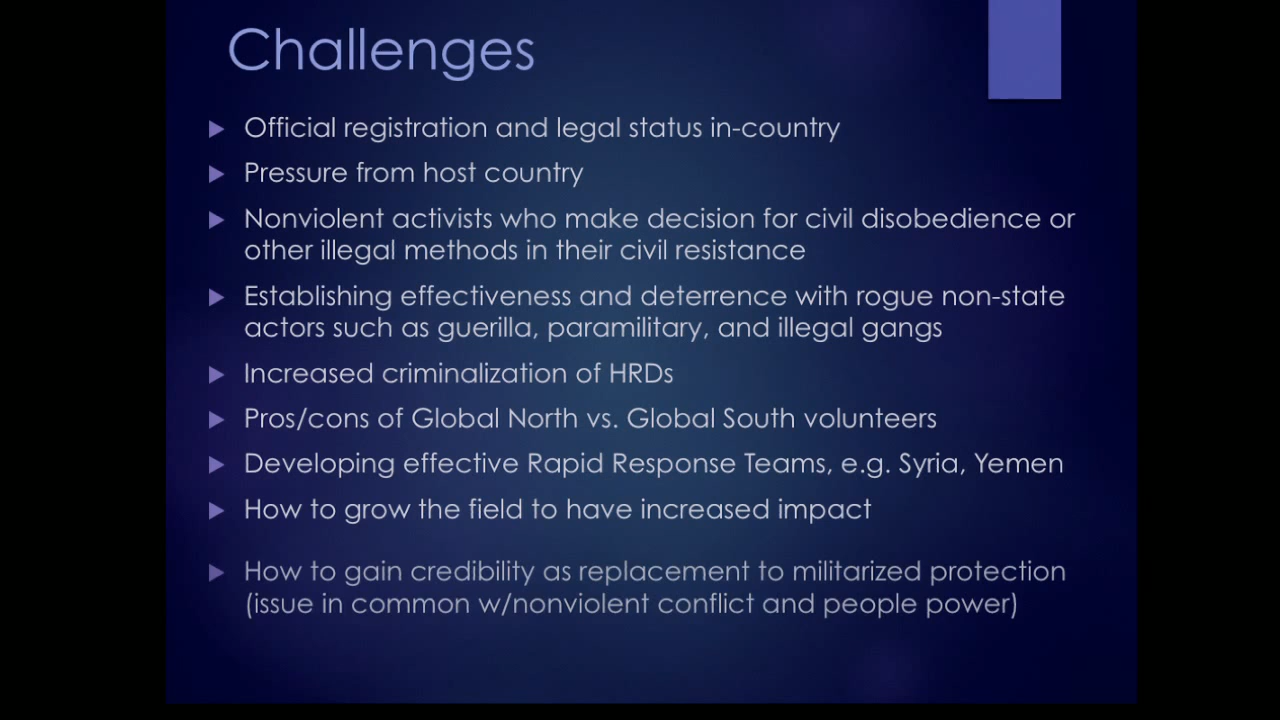 Challenges
Official registration and legal status in-country
Pressure from host country
Nonviolent activists who make decision for civil disobedience or
other illegal methods in their civil resistance
Establishing effectiveness and deterrence with rogue non-state
actors such as guerilla, paramilitary, and illegal gangs
Increased criminalization of HRDs
Pros/cons of Global North vs. Global South volunteers
Developing effective Rapid Response Teams, e.g. Syria, Yemen
How to grow the field to have increased impact
How to gain credibility as replacement to militarized protection
(issue in common w/nonviolent conflict and people power)